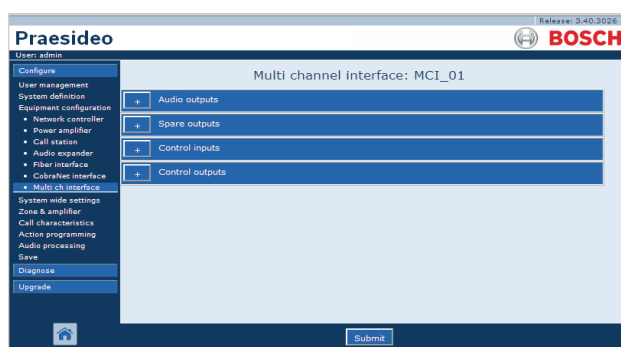 Release: 3.40.3026
Praesideo
BOSCH
User: admin
Configure
User management
System definition
Equipment configuration
• Network controller
• Power amplifier
• Call station
• Audio expander
• Fiber interface
• CobraNet interface
• Multi ch interface
System wide settings
Zone & amplifier
Call characteristics
Action programming
Audio processing
Save
Diagnose
Upgrade
Multi channel interface: MCI_01
+ Audio outputs
+ Spare outputs
+ Control inputs
+ Control outputs
Submit